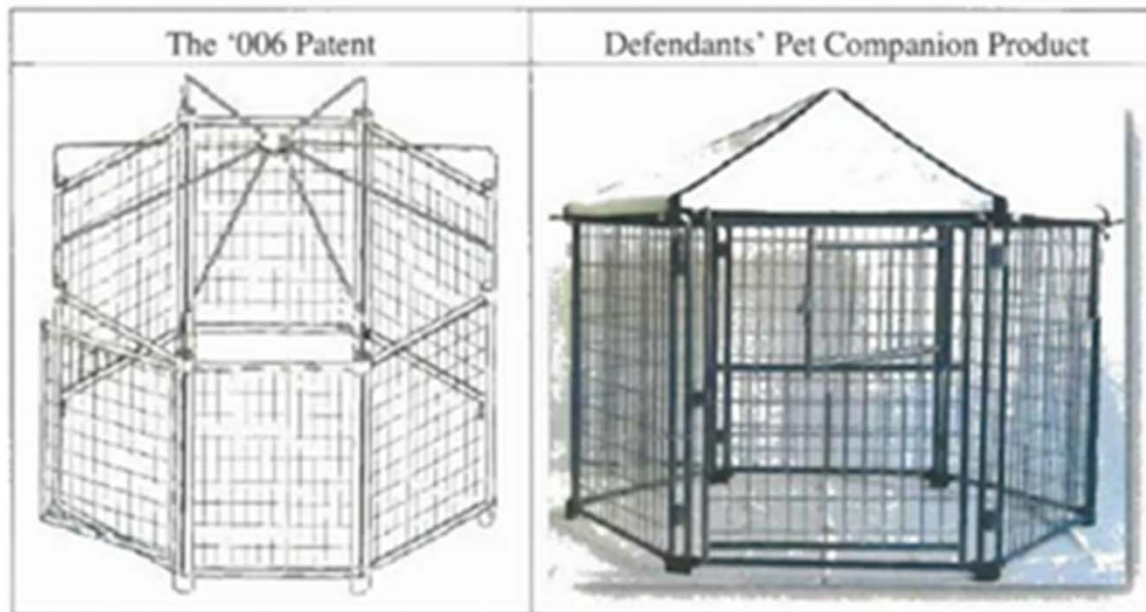 The ‘006 Patent
Defendants’ Pet Companion Product